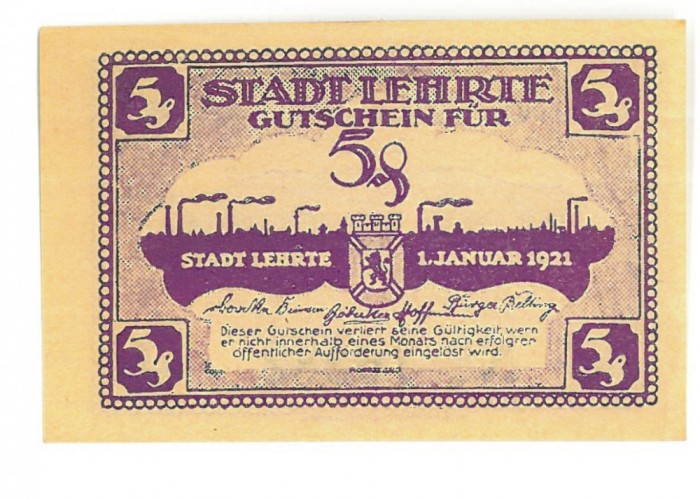 5 5
STADT LEHRTE
GUTSCHEIN FÜR
5
STADT LEHRTE 1. JANUAR 1921
Dieser Gutschein verliert seine Gültigkeit, wenn
er nicht innerhalb eines Monats nach erfolgter
öffentlicher Aufforderung eingelöst wird.
5 5